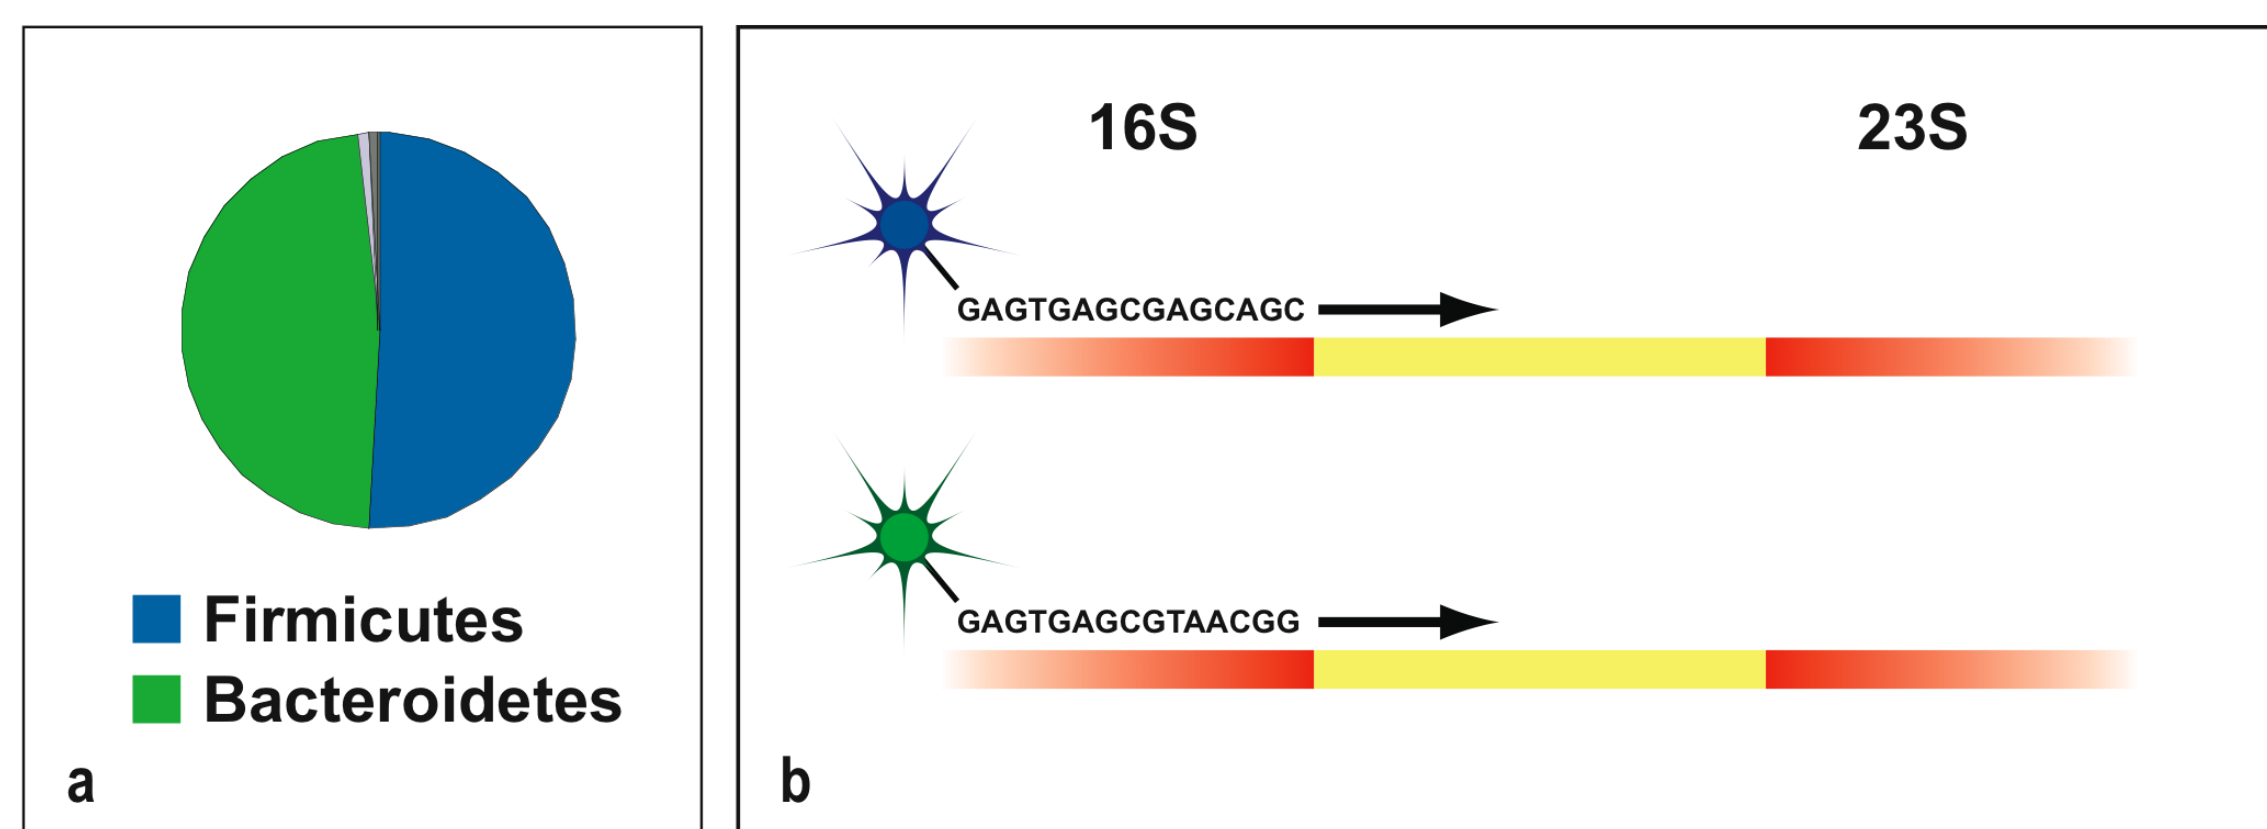 Firmicutes
Bacteroidetes
a
16S 23S
GAGTGAGCGAGCAGC
GAGTGAGCGTAACGG
b